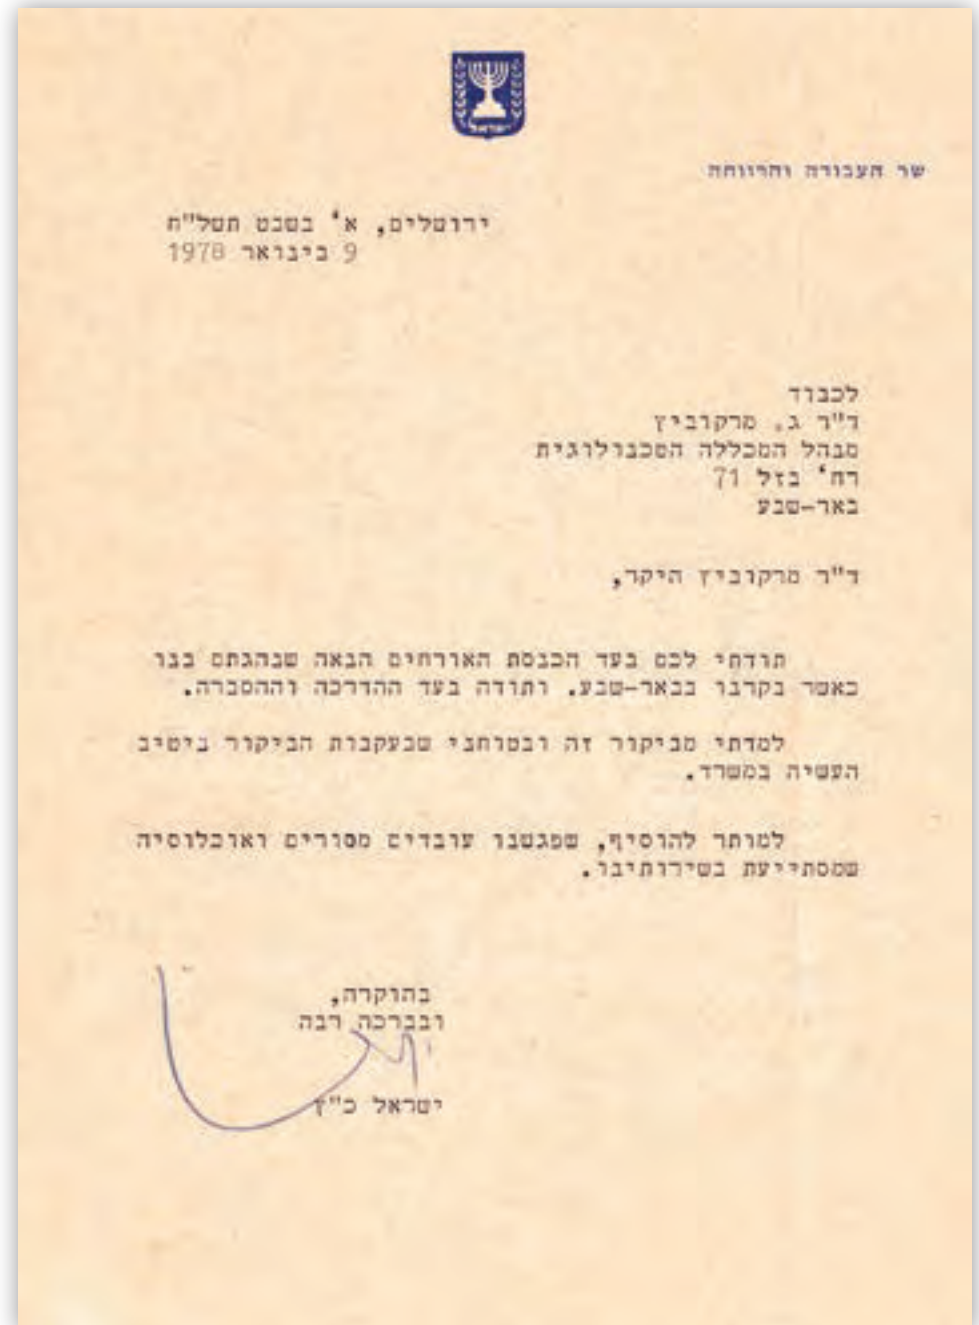 ישראל
שר העבודה והרווחה
ירושלים, א' בשבט תשל"ח
9 בינואר 1978
לכבוד
ד"ר ג. מרקוביץ
מנהל המכללה הטכנולוגית
רח' בזל 71
באר-שבע
ד"ר מרקוביץ היקר,
תודתי לכם בעד הכנסת האורחים הנאה שנהגתם בנו
כאשר בקרנו בבאר-שבע. ותודה בעד ההדרכה וההסברה.
למדתי מביקור זה ובטוחני שבעקבות הביקור ביטיב
העשיה במשרד.
למותר להוסיף, שפגשנו עובדים מסורים ואוכלוסיה
שמסתייעת בשירותינו.
בהוקרה,
ובברכה רבה
ישראל כ"ץ